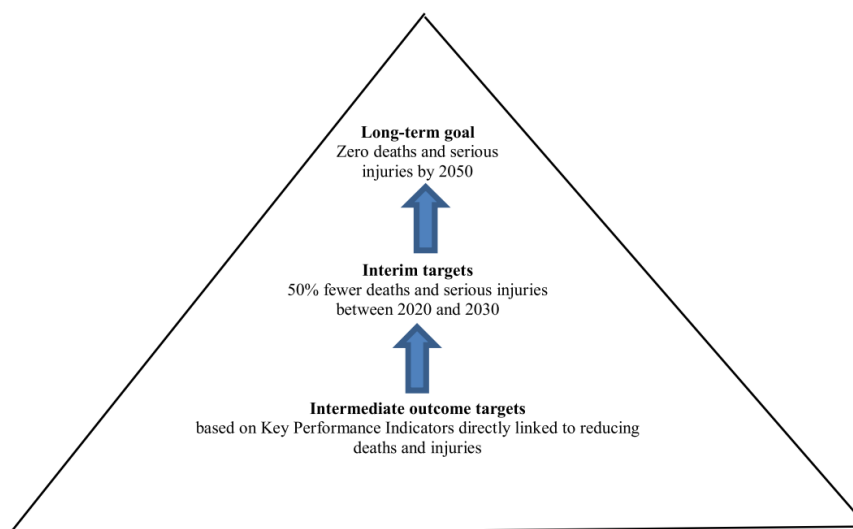 Long-term goal
Zero deaths and serious
injuries by 2050
Interim targets
50% fewer deaths and serious injuries
between 2020 and 2030
Intermediate outcome targets
based on Key Performance Indicators directly linked to reducing
deaths and injuries